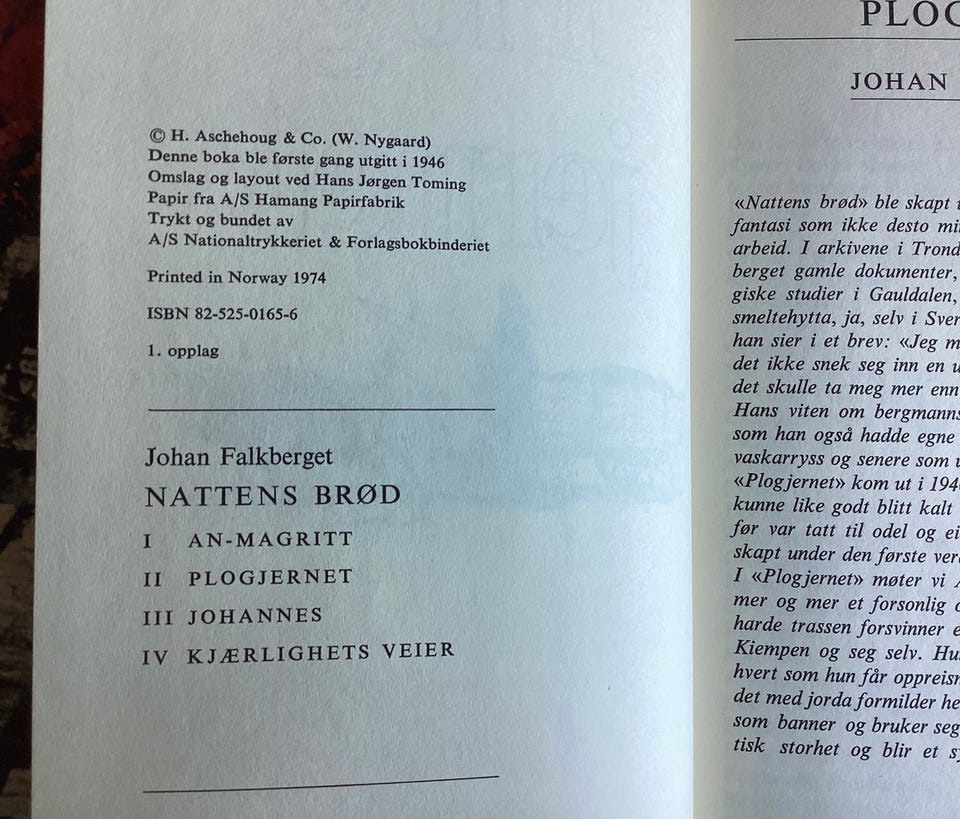 © H. Aschehoug & Co. (W. Nygaard)
Denne boka ble første gang utgitt i 1946
Omslag og layout ved Hans Jørgen Toming
Papir fra A/S Hamang Papirfabrik
Trykt og bundet av
A/S Nationaltrykkeriet & Forlagsbokbinderiet
Printed in Norway 1974
ISBN 82-525-0165-6
1. opplag
Johan Falkberget
NATTENS BRØD
I AN-MAGRITT
II PLOGJERNET
III JOHANNES
IV KJÆRLIGHETS VEIER
PLOG
JOHAN
«Nattens brød» ble skapt
fantasi som ikke desto
arbeid. I arkivene i Trond
berget gamle dokumenter,
giske studier i Gauldalen,
smeltehytta, ja, selv i Sver
han sier i et brev: «Jeg m
det ikke snek seg inn en
det skulle ta meg mer enn
Hans viten om bergmanns
som han også hadde egne
vaskarryss og senere som
«Plogjernet» kom ut i 194
kunne like godt blitt kalt
før var tatt til odel og
skapt under den første
I «Plogjernet» møter vi
mer og mer et forsonlig
harde trassen forsvinner
Kiempen og seg selv.
hvert som hun får oppreisn
det med jorda formilder
som banner og bruker seg
tisk storhet og blir et